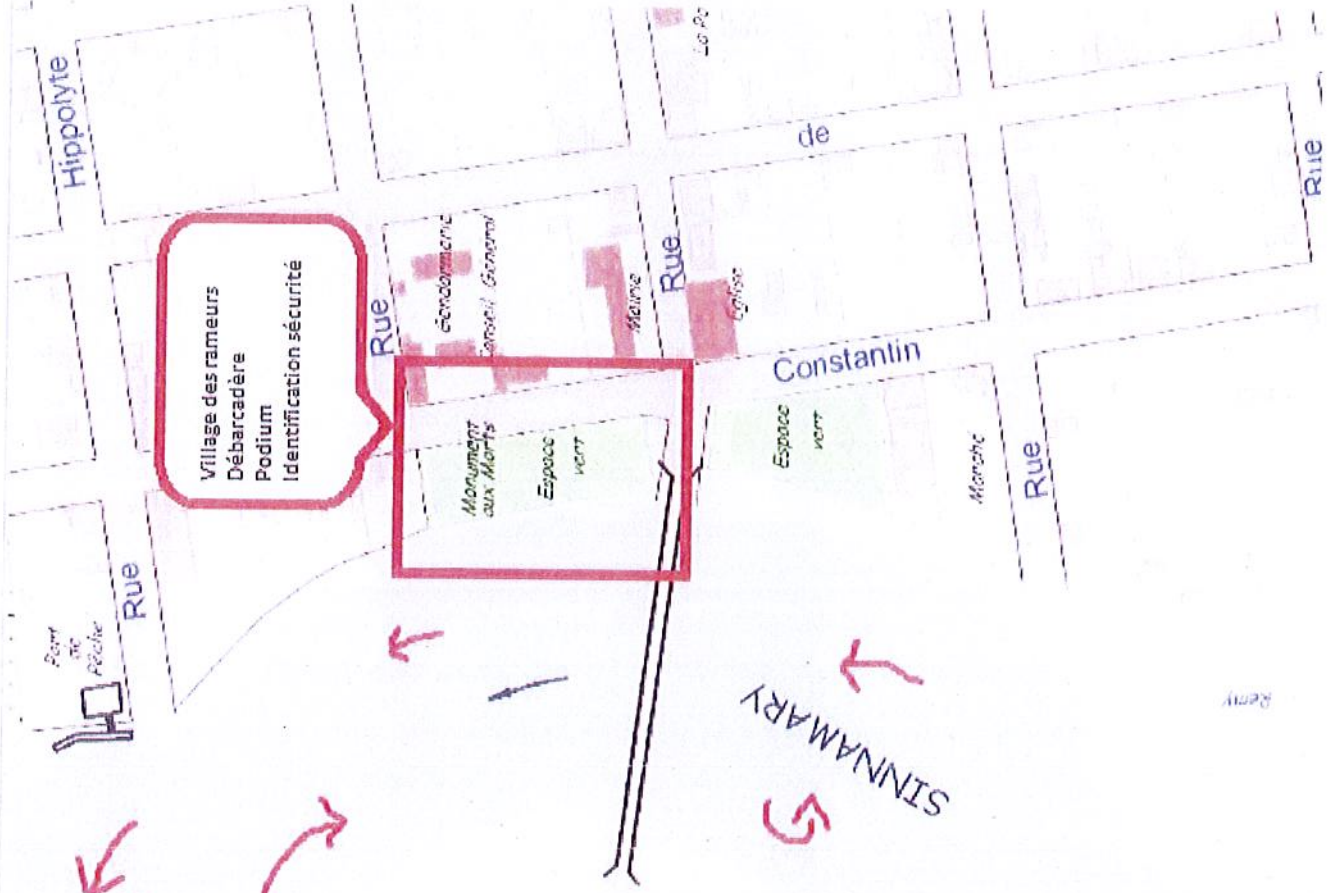 Hippolyte
Rue
Port
de
Pêche
Village des rameurs
Débarcadère
Podium
Identification sécurité
Rue
Gendarmerie
Conseil Général
Mairie
Rue
Eglise
de
Constantin
Monument
aux Morts
Espace
vert
Espace
vert
Marché
Rue
Rue
SINNAMARY
Remy